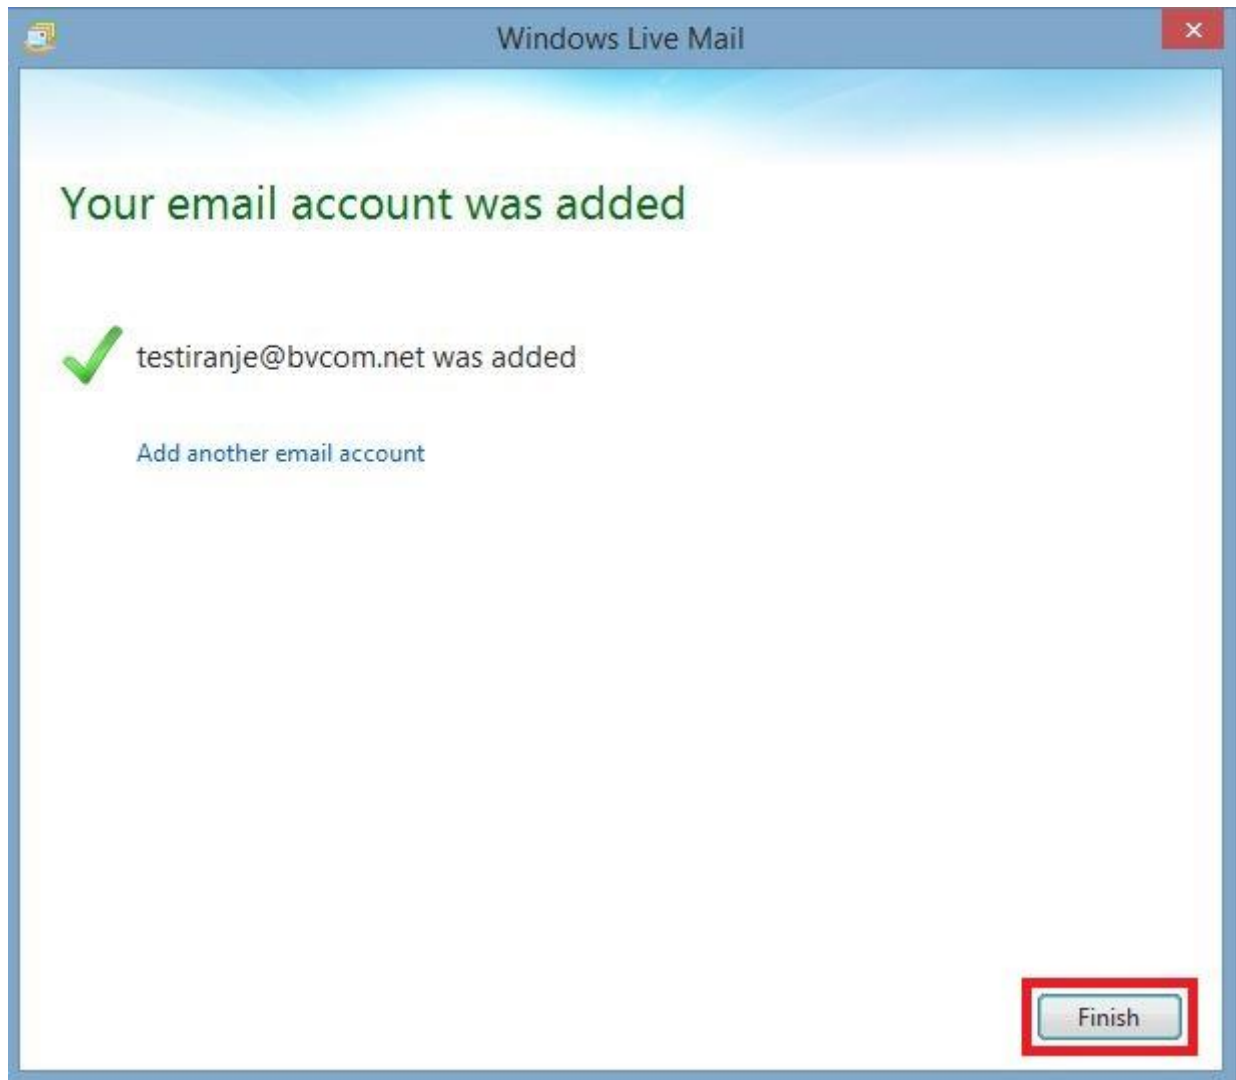 Windows Live Mail
Your email account was added
testiranje@bvcom.net was added
Add another email account
Finish